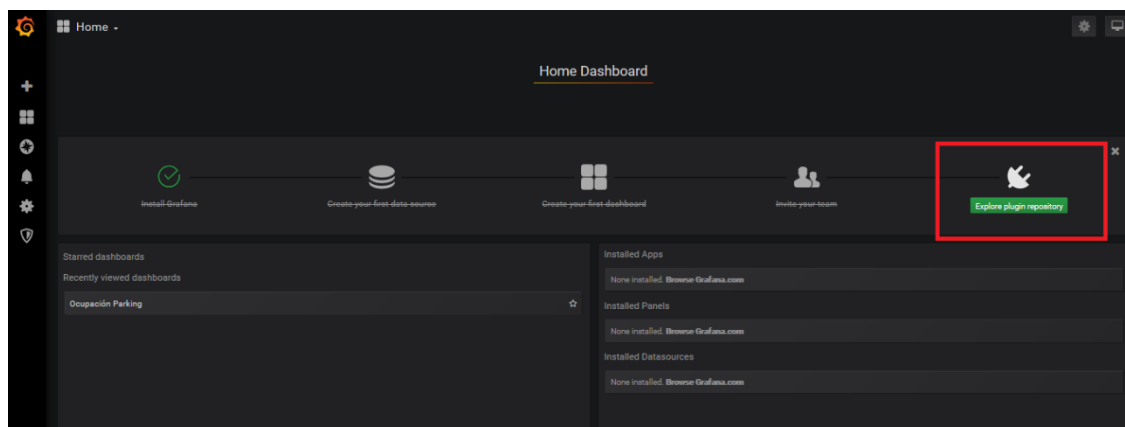 Home
Home Dashboard
Install Grafana
Create your first data source
Create your first dashboard
Invite your team
Explore plugin repository
Starred dashboards
Recently viewed dashboards
Ocupación Parking
Installed Apps
None installed. Browse Grafana.com
Installed Panels
None installed. Browse Grafana.com
Installed Datasources
None installed. Browse Grafana.com